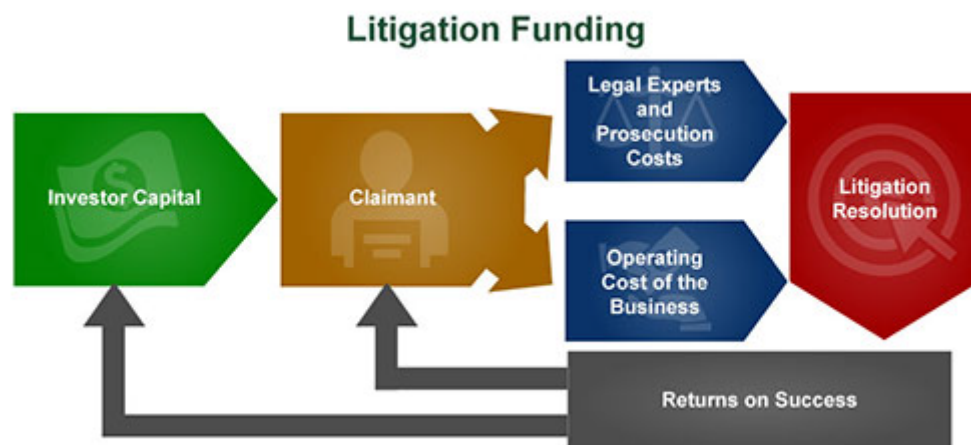 Litigation Funding
Investor Capital
Claimant
Legal Experts
and
Prosecution
Costs
Operating
Cost of the
Business
Litigation
Resolution
Returns on Success